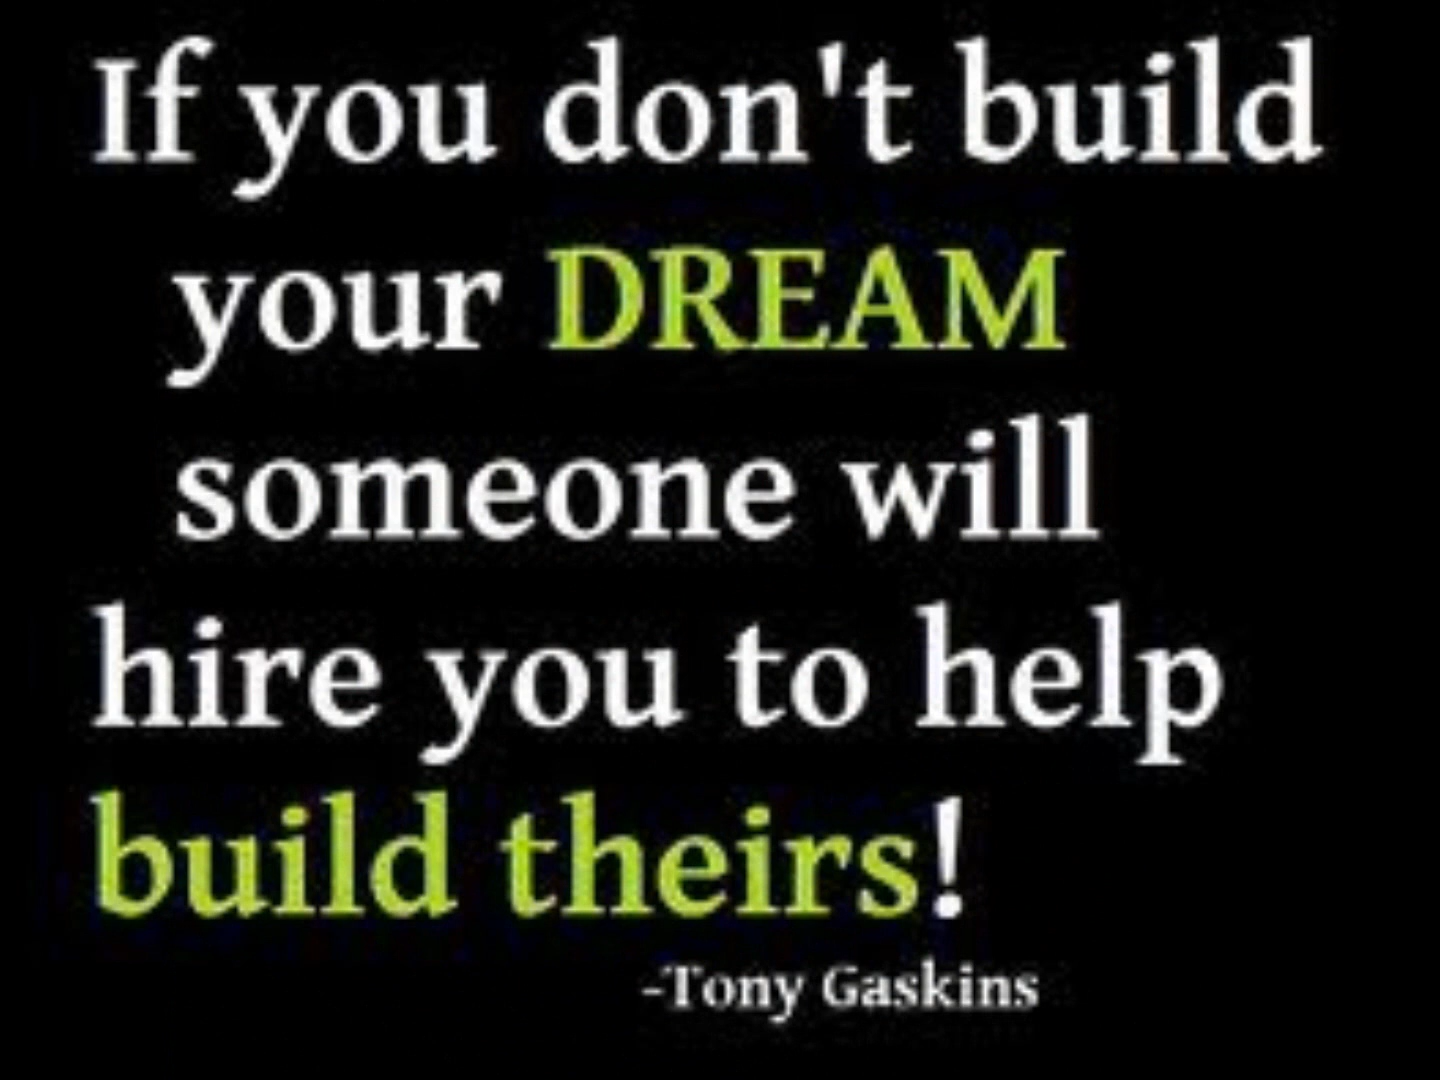 If you don't build
your DREAM
someone will
hire you to help
build theirs!
-Tony Gaskins